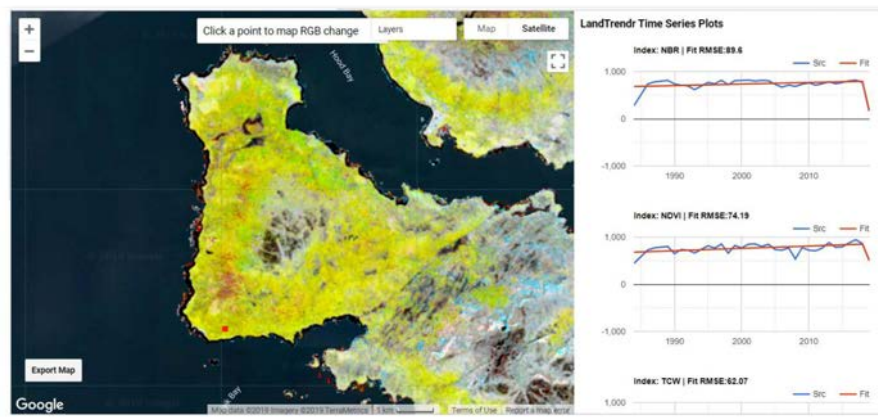 Click a point to map RGB change
Layers
Map
Satellite
+
−
Hood Bay
Export Map
Google
Map data ©2019 Imagery ©2019 TerraMetrics
1 km
Terms of Use
Report a map error
LandTrendr Time Series Plots
Index: NBR | Fit RMSE:89.6
Src
Fit
1,000
0
-1,000
1990
2000
2010
Index: NDVI | Fit RMSE:74.19
Src
Fit
1,000
0
-1,000
1990
2000
2010
Index: TCW | Fit RMSE:62.07
Src
Fit
1,000